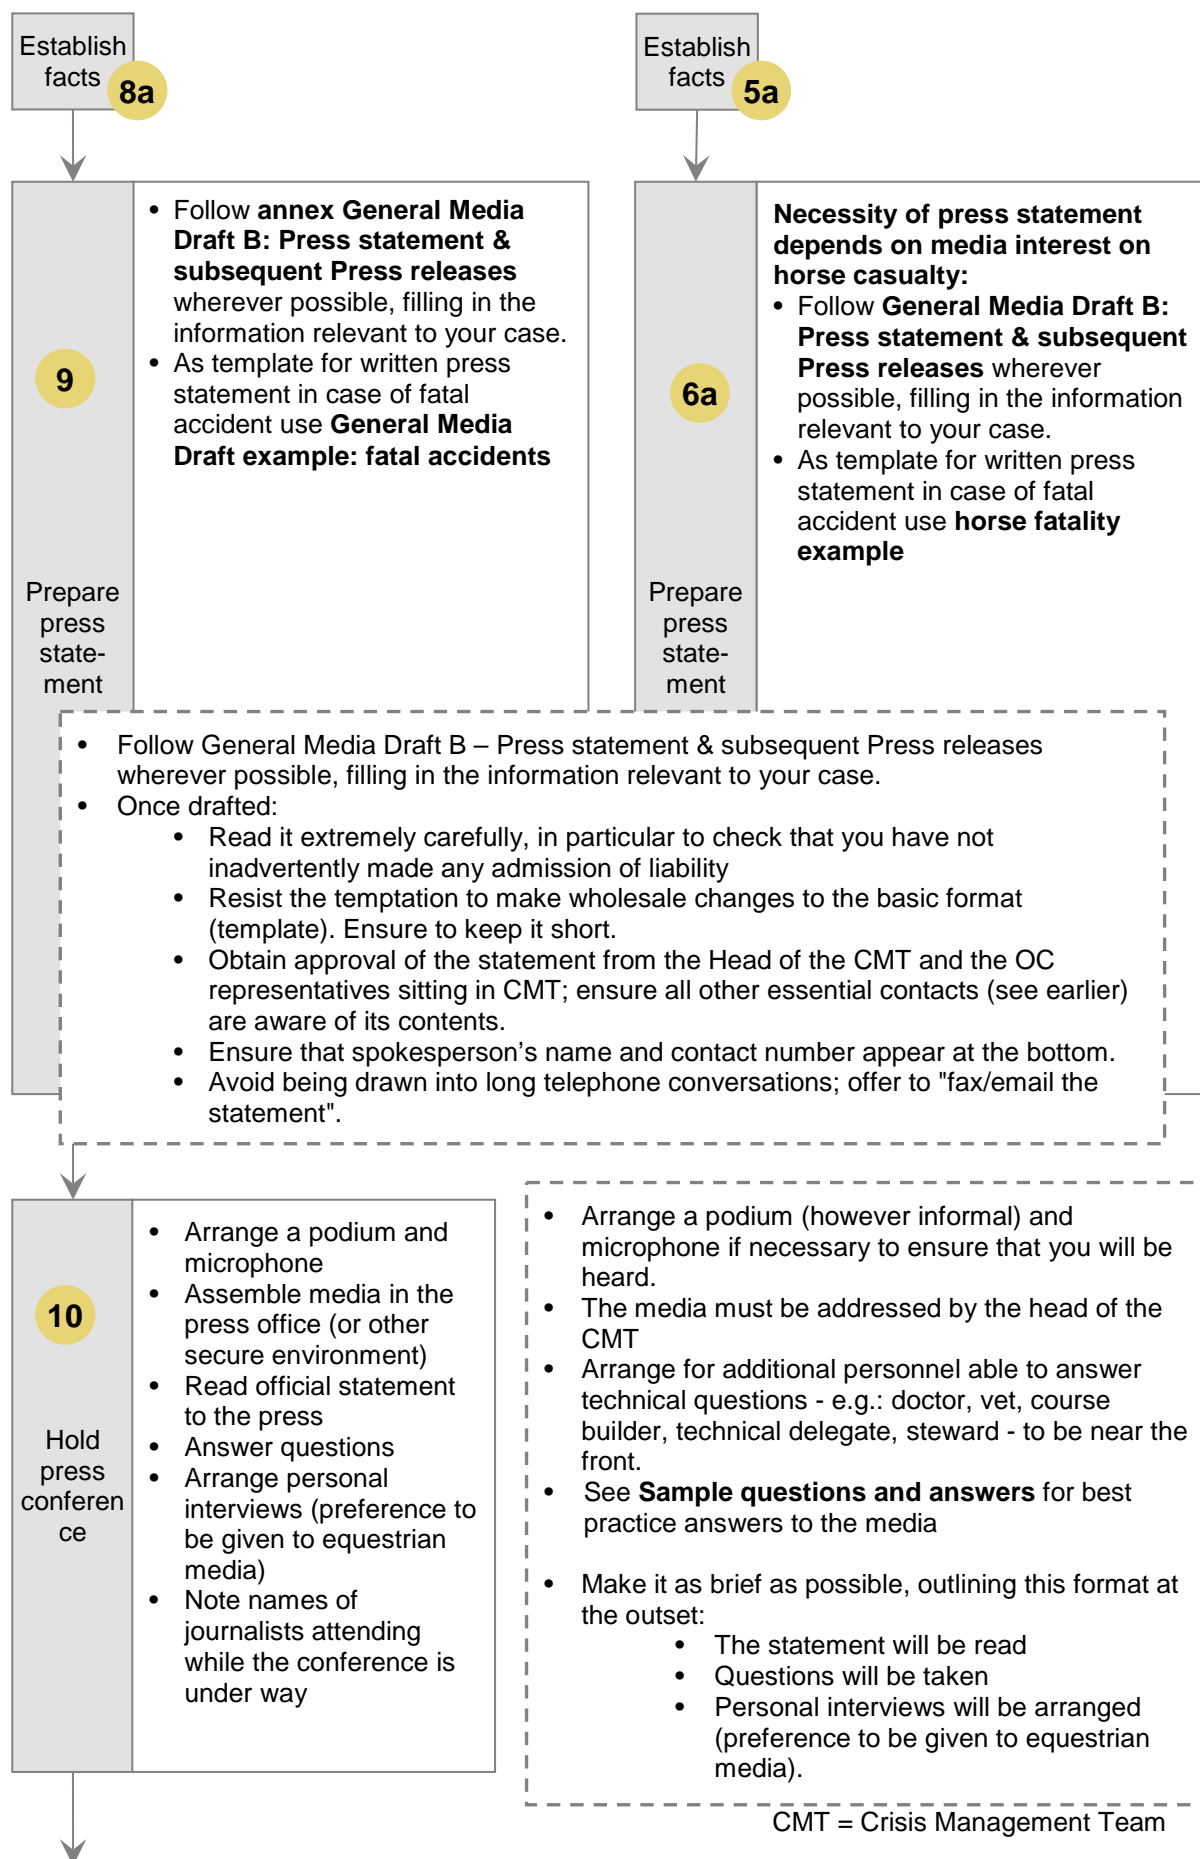 Establish
facts
8a
Establish
facts
5a
9
Prepare
press
state-
ment
• Follow annex General Media
Draft B: Press statement &
subsequent Press releases
wherever possible, filling in the
information relevant to your case.
• As template for written press
statement in case of fatal
accident use General Media
Draft example: fatal accidents
6a
Prepare
press
state-
ment
Necessity of press statement
depends on media interest on
horse casualty:
• Follow General Media Draft B:
Press statement & subsequent
Press releases wherever
possible, filling in the information
relevant to your case.
• As template for written press
statement in case of fatal
accident use horse fatality
example
• Follow General Media Draft B – Press statement & subsequent Press releases
wherever possible, filling in the information relevant to your case.
• Once drafted:
• Read it extremely carefully, in particular to check that you have not
inadvertently made any admission of liability
• Resist the temptation to make wholesale changes to the basic format
(template). Ensure to keep it short.
• Obtain approval of the statement from the Head of the CMT and the OC
representatives sitting in CMT; ensure all other essential contacts (see earlier)
are aware of its contents.
• Ensure that spokesperson’s name and contact number appear at the bottom.
• Avoid being drawn into long telephone conversations; offer to "fax/email the
statement".
10
Hold
press
conferen
ce
• Arrange a podium and
microphone
• Assemble media in the
press office (or other
secure environment)
• Read official statement
to the press
• Answer questions
• Arrange personal
interviews (preference to
be given to equestrian
media)
• Note names of
journalists attending
while the conference is
under way
• Arrange a podium (however informal) and
microphone if necessary to ensure that you will be
heard.
• The media must be addressed by the head of the
CMT
• Arrange for additional personnel able to answer
technical questions - e.g.: doctor, vet, course
builder, technical delegate, steward - to be near the
front.
• See Sample questions and answers for best
practice answers to the media
• Make it as brief as possible, outlining this format at
the outset:
• The statement will be read
• Questions will be taken
• Personal interviews will be arranged
(preference to be given to equestrian
media).
CMT = Crisis Management Team